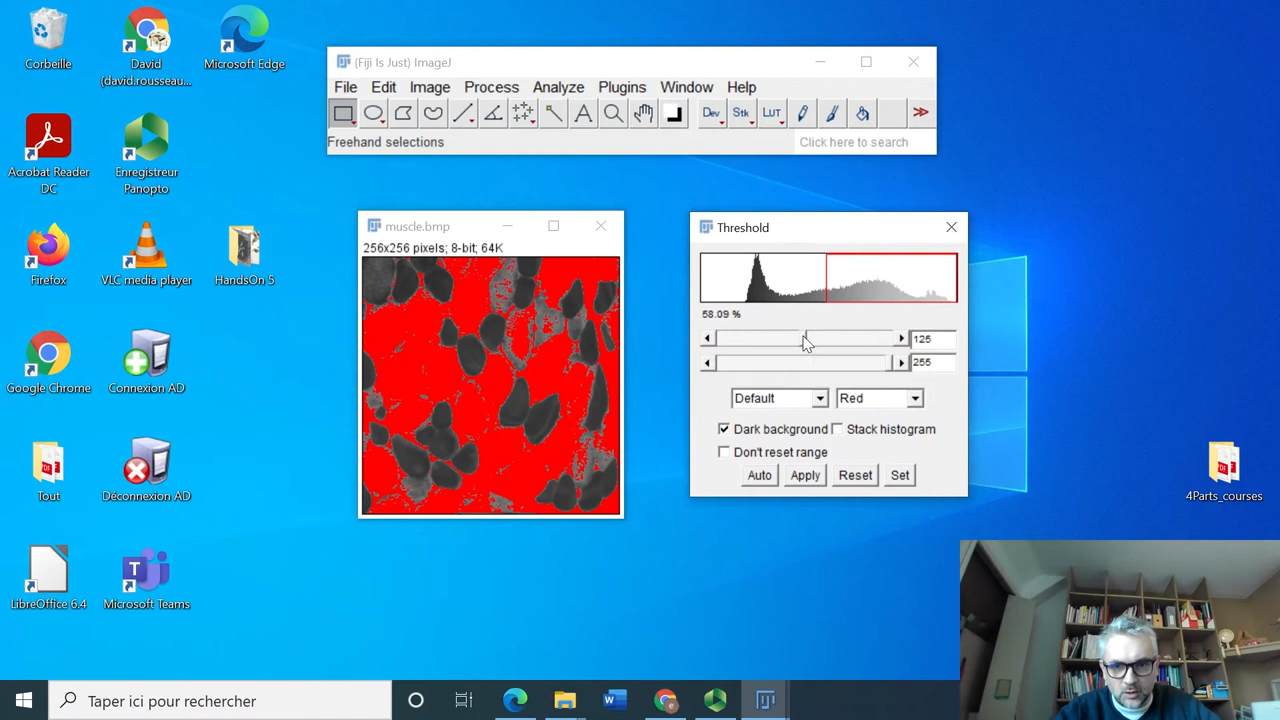 Corbeille
David
(david.rousseau...
Microsoft Edge
Acrobat Reader
DC
Enregistreur
Panopto
Firefox
VLC media player
HandsOn 5
Google Chrome
Connexion AD
Tout
Déconnexion AD
LibreOffice 6.4
Microsoft Teams
4Parts_courses
(Fiji Is Just) ImageJ
File Edit Image Process Analyze Plugins Window Help
Dev Stk LUT
Freehand selections
Click here to search
muscle.bmp
256x256 pixels; 8-bit; 64K
Threshold
58.09 %
125
255
Default Red
Dark background Stack histogram
Don't reset range
Auto Apply Reset Set
Taper ici pour rechercher